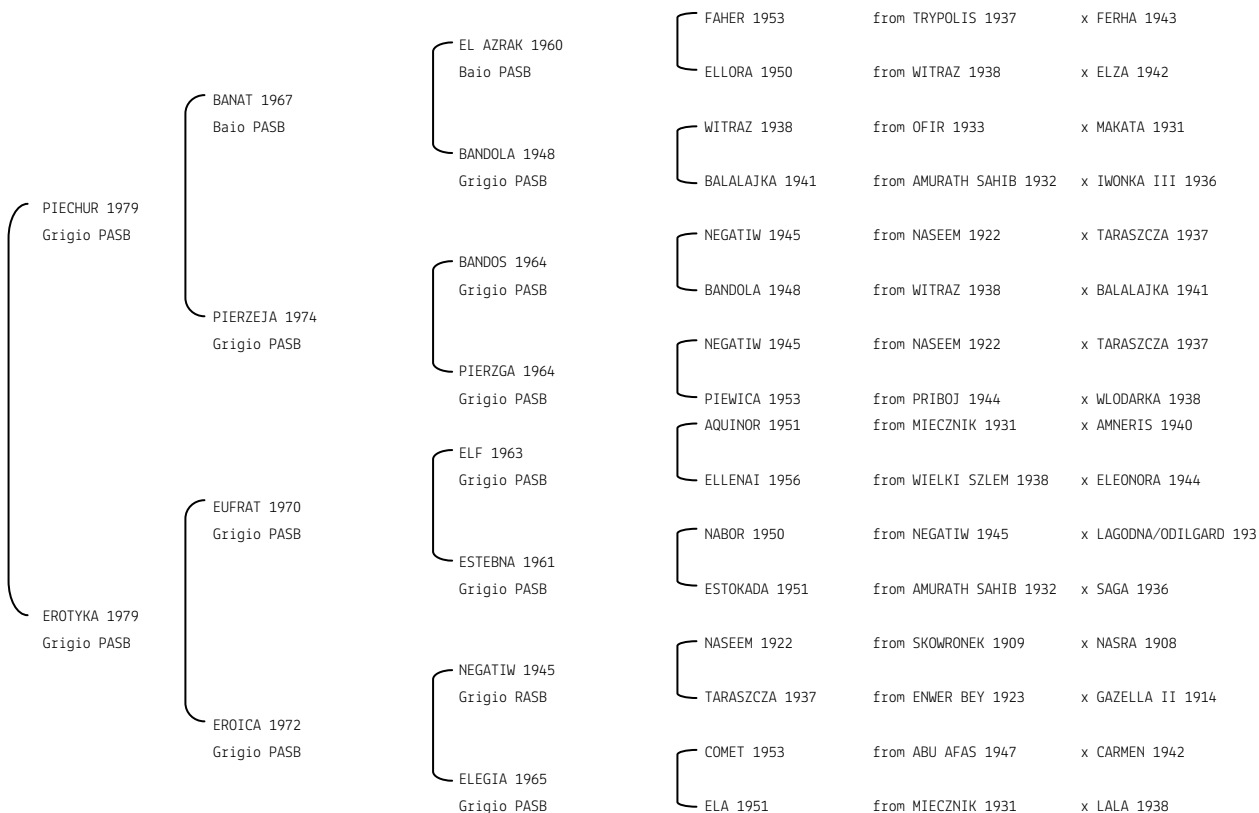 FAHER 1953 from TRYPOLIS 1937 x FERHA 1943
EL AZRAK 1960
Baio PASB
ELLORA 1950 from WITRAZ 1938 x ELZA 1942
BANAT 1967
Baio PASB
WITRAZ 1938 from OFIR 1933 x MAKATA 1931
BANDOLA 1948
Grigio PASB
BALALAJKA 1941 from AMURATH SAHIB 1932 x IWONKA III 1936
PIECHUR 1979
Grigio PASB
NEGATIW 1945 from NASEEM 1922 x TARASZCZA 1937
BANDOS 1964
Grigio PASB
BANDOLA 1948 from WITRAZ 1938 x BALALAJKA 1941
PIERZEJA 1974
Grigio PASB
NEGATIW 1945 from NASEEM 1922 x TARASZCZA 1937
PIERZGA 1964
Grigio PASB
PIEWICA 1953 from PRIBOJ 1944 x WLODARKA 1938
AQUINOR 1951 from MIECZNIK 1931 x AMNERIS 1940
ELF 1963
Grigio PASB
ELLENAI 1956 from WIELKI SZLEM 1938 x ELEONORA 1944
EUFRAT 1970
Grigio PASB
NABOR 1950 from NEGATIW 1945 x LAGODNA/ODILGARD 193
ESTEBNA 1961
Grigio PASB
ESTOKADA 1951 from AMURATH SAHIB 1932 x SAGA 1936
EROTYKA 1979
Grigio PASB
NASEEM 1922 from SKOWRONEK 1909 x NASRA 1908
NEGATIW 1945
Grigio RASB
TARASZCZA 1937 from ENWER BEY 1923 x GAZELLA II 1914
EROICA 1972
Grigio PASB
COMET 1953 from ABU AFAS 1947 x CARMEN 1942
ELEGIA 1965
Grigio PASB
ELA 1951 from MIECZNIK 1931 x LALA 1938